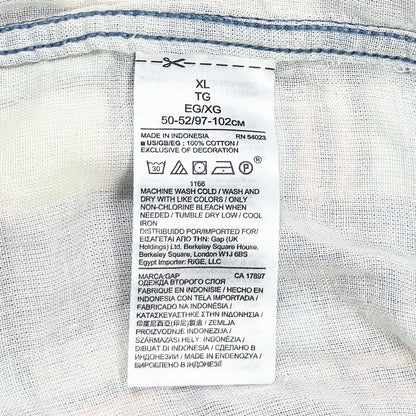 XL
TG
EG/XG
50-52/97-102CM
MADE IN INDONESIA RN 54023
US/GB/EG : 100% COTTON /
EXCLUSIVE OF DECORATION
30 P ®
1166
MACHINE WASH COLD / WASH AND
DRY WITH LIKE COLORS / ONLY
NON-CHLORINE BLEACH WHEN
NEEDED / TUMBLE DRY LOW / COOL
IRON
DISTRIBUIDO POR/IMPORTED BY/
ΕΙΣΑΓΕΤΑΙ ΑΠΟ ΤΗΝ: Gap (UK
Holdings) Ltd. Berkeley Square House,
Berkeley Square, London W1J 6BS
Egypt Importer: RIGE, LLC
MARCA:GAP CA 17897
ОДЕЖДА ВТОРОГО СЛОЯ
FABRIQUE EN INDONISIE / HECHO EN
INDONESIA CON TELA IMPORTADA /
FABRICADO NA INDONÉSIA /
ΚΑΤΑΣΚΕΥΑΣΤΗΚΕ ΣΤΗΝ ΙΝΔΟΝΗΣΙΑ /
印度尼西亚(印尼)製造 / ZEMLJA
PROIZVODNJE INDONEZIJA /
SZÁRMAZÁSI HELY: INDONÉZIA /
DIBUAT DI INDONESIA / СДЕЛАНО В
ИНДОНЕЗИИ / MADE IN ENDONEZYA /